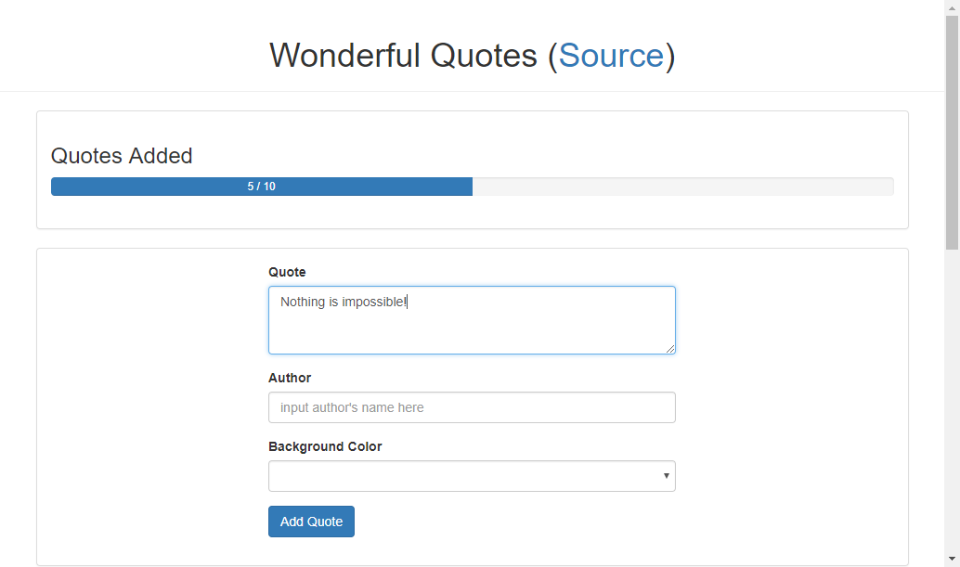 Wonderful Quotes (Source)
Quotes Added
5 / 10
Quote
Nothing is impossible!
Author
input author's name here
Background Color
Add Quote